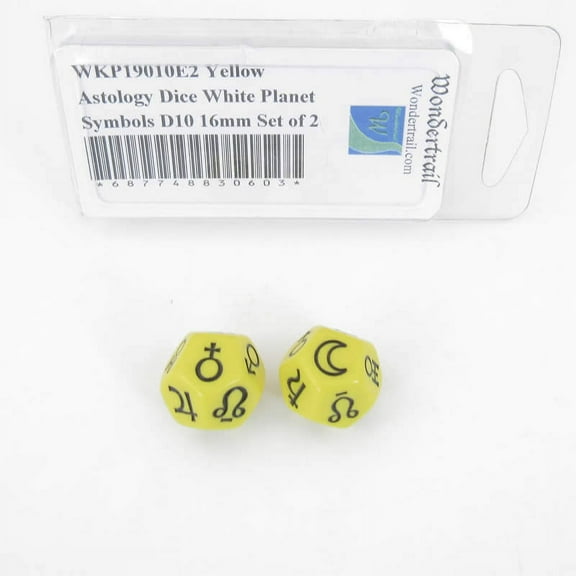 WKP19010E2 Yellow
Astology Dice White Planet
Symbols D10 16mm Set of 2
*687748830603*
Wondertrail
Wondertrail.com